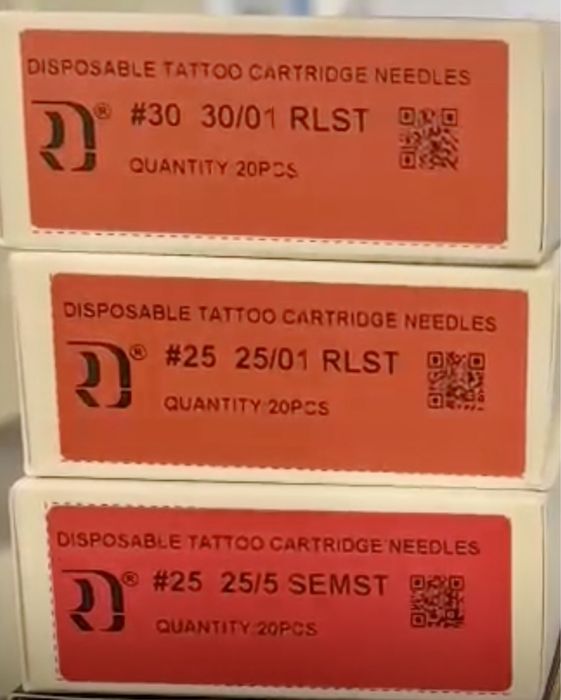 DISPOSABLE TATTOO CARTRIDGE NEEDLES
® #30 30/01 RLST
QUANTITY:20PCS
DISPOSABLE TATTOO CARTRIDGE NEEDLES
® #25 25/01 RLST
QUANTITY:20PCS
DISPOSABLE TATTOO CARTRIDGE NEEDLES
® #25 25/5 SEMST
QUANTITY:20PCS